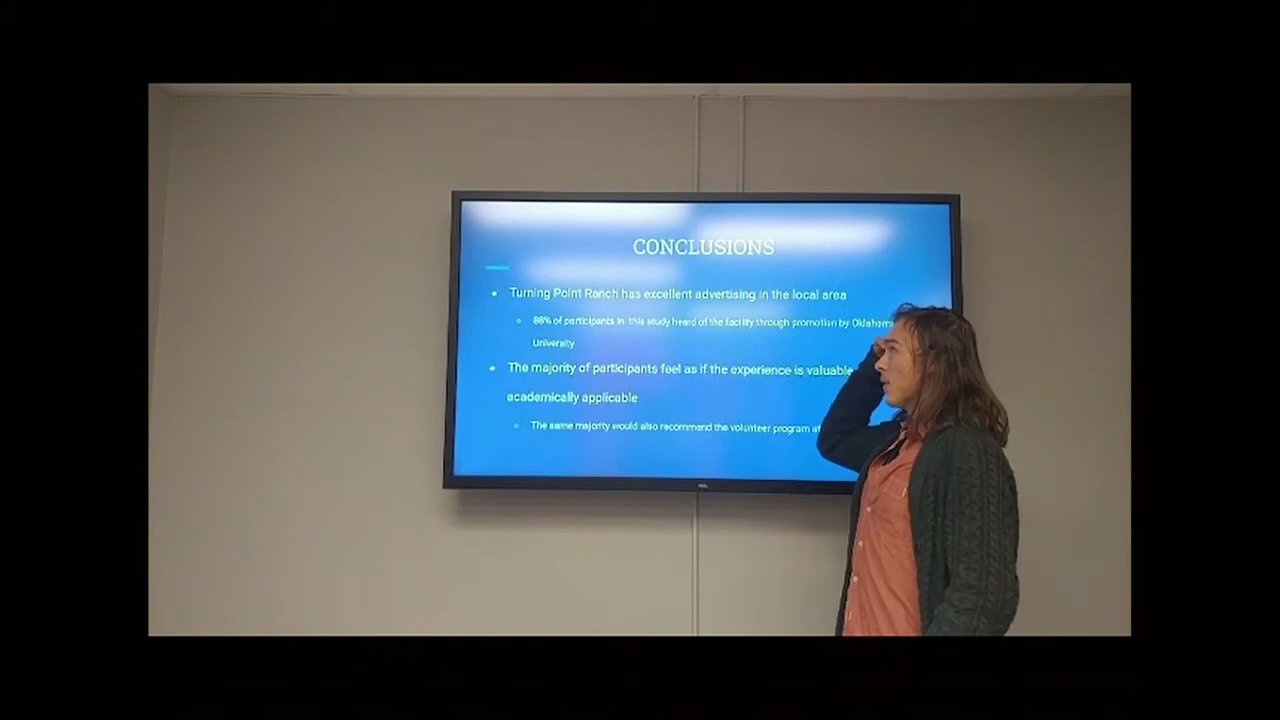 CONCLUSIONS
Turning Point Ranch has excellent advertising in the local area
88% of participants in this study heard of the facility through promotion by
University
The majority of participants feel as if the experience is valuable
academically applicable
The same majority would also recommend the volunteer program